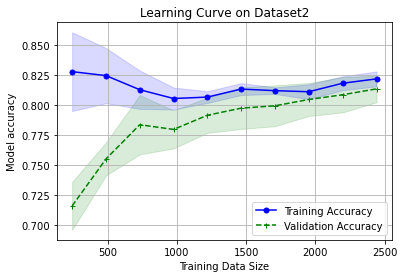 Learning Curve on Dataset2
Model accuracy
0.850
0.825
0.800
0.775
0.750
0.725
0.700
Training Accuracy
Validation Accuracy
500
1000
1500
2000
2500
Training Data Size